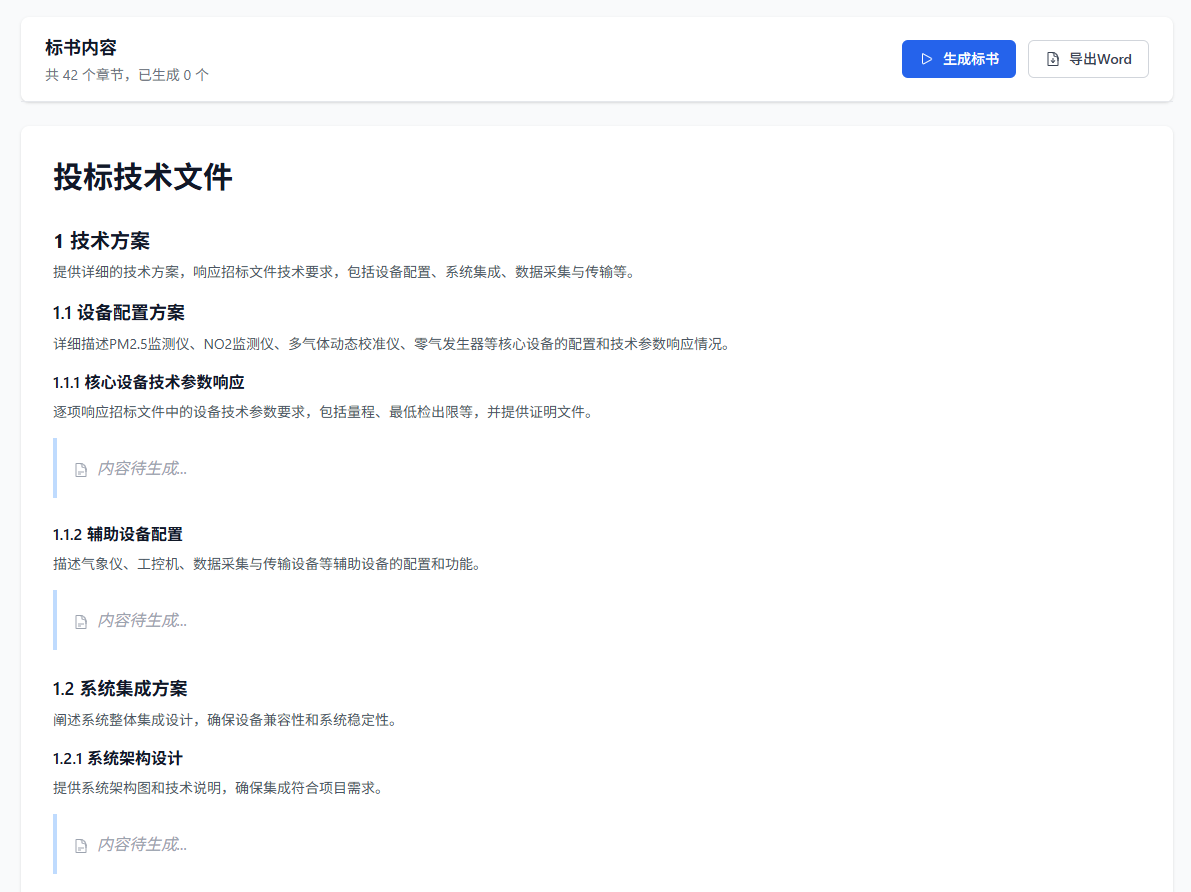 标书内容
共 42 个章节，已生成 0 个
生成标书
导出Word
投标技术文件
1 技术方案
提供详细的技术方案，响应招标文件技术要求，包括设备配置、系统集成、数据采集与传输等。
1.1 设备配置方案
详细描述PM2.5监测仪、NO2监测仪、多气体动态校准仪、零气发生器等核心设备的配置和技术参数响应情况。
1.1.1 核心设备技术参数响应
逐项响应招标文件中的设备技术参数要求，包括量程、最低检出限等，并提供证明文件。
内容待生成...
1.1.2 辅助设备配置
描述气象仪、工控机、数据采集与传输设备等辅助设备的配置和功能。
内容待生成...
1.2 系统集成方案
阐述系统整体集成设计，确保设备兼容性和系统稳定性。
1.2.1 系统架构设计
提供系统架构图和技术说明，确保集成符合项目需求。
内容待生成...